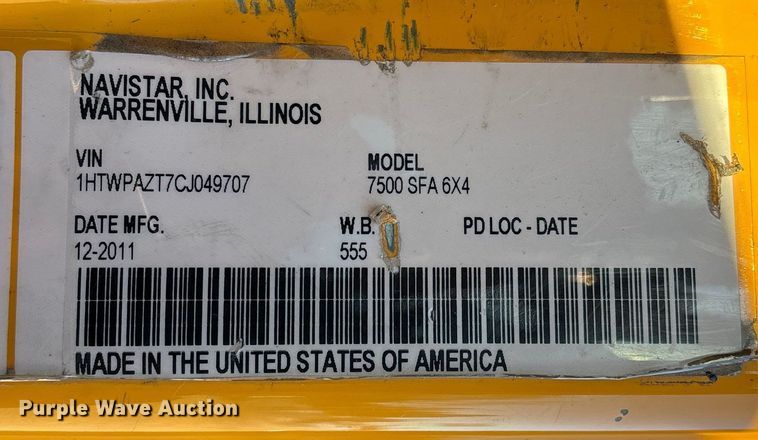 NAVISTAR, INC.
WARRENVILLE, ILLINOIS
VIN MODEL
1HTWPAZT7CJ049707 7500 SFA 6X4
DATE MFG. W.B. PD LOC - DATE
12-2011 555
MADE IN THE UNITED STATES OF AMERICA
Purple Wave Auction